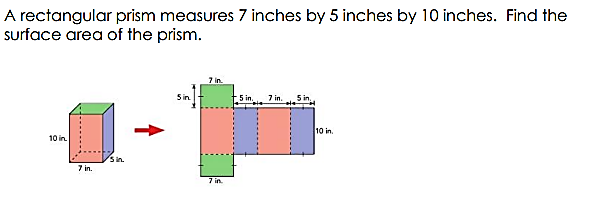 A rectangular prism measures 7 inches by 5 inches by 10 inches.  Find the
surface area of the prism.
7 in.
5 in.
5 in. 7 in. 5 in.
10 in.
10 in.
5 in.
7 in.
7 in.